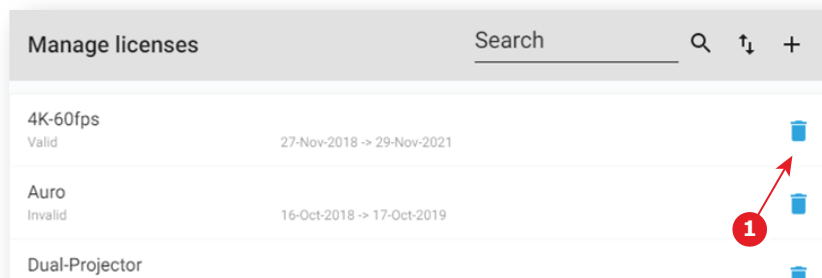 Manage licenses Search
4K-60fps
Valid 27-Nov-2018 -> 29-Nov-2021
Auro
Invalid 16-Oct-2018 -> 17-Oct-2019
1
Dual-Projector